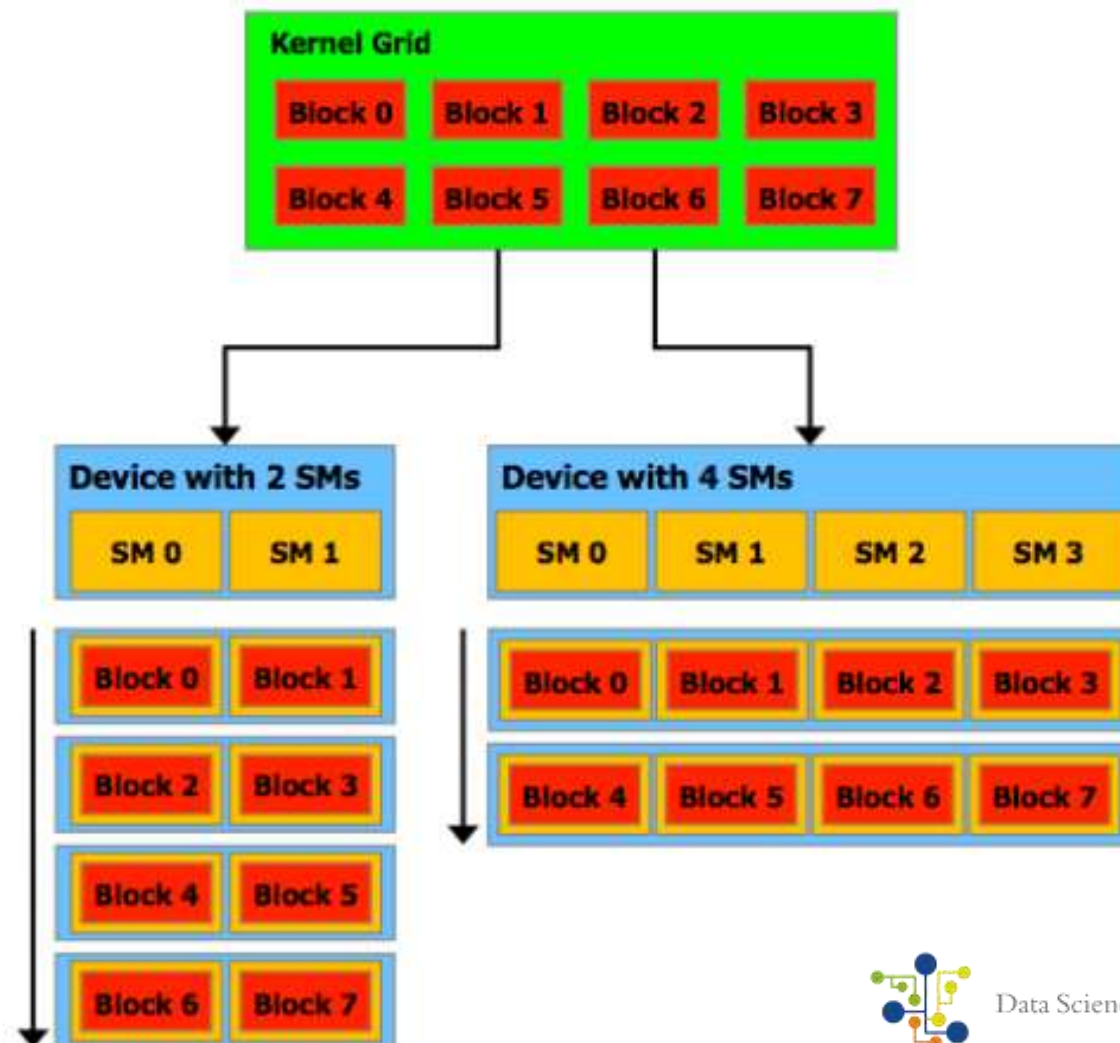 Kernel Grid
Block 0 Block 1 Block 2 Block 3
Block 4 Block 5 Block 6 Block 7
Device with 2 SMs
SM 0 SM 1
Block 0 Block 1
Block 2 Block 3
Block 4 Block 5
Block 6 Block 7
Device with 4 SMs
SM 0 SM 1 SM 2 SM 3
Block 0 Block 1 Block 2 Block 3
Block 4 Block 5 Block 6 Block 7
Data Scien